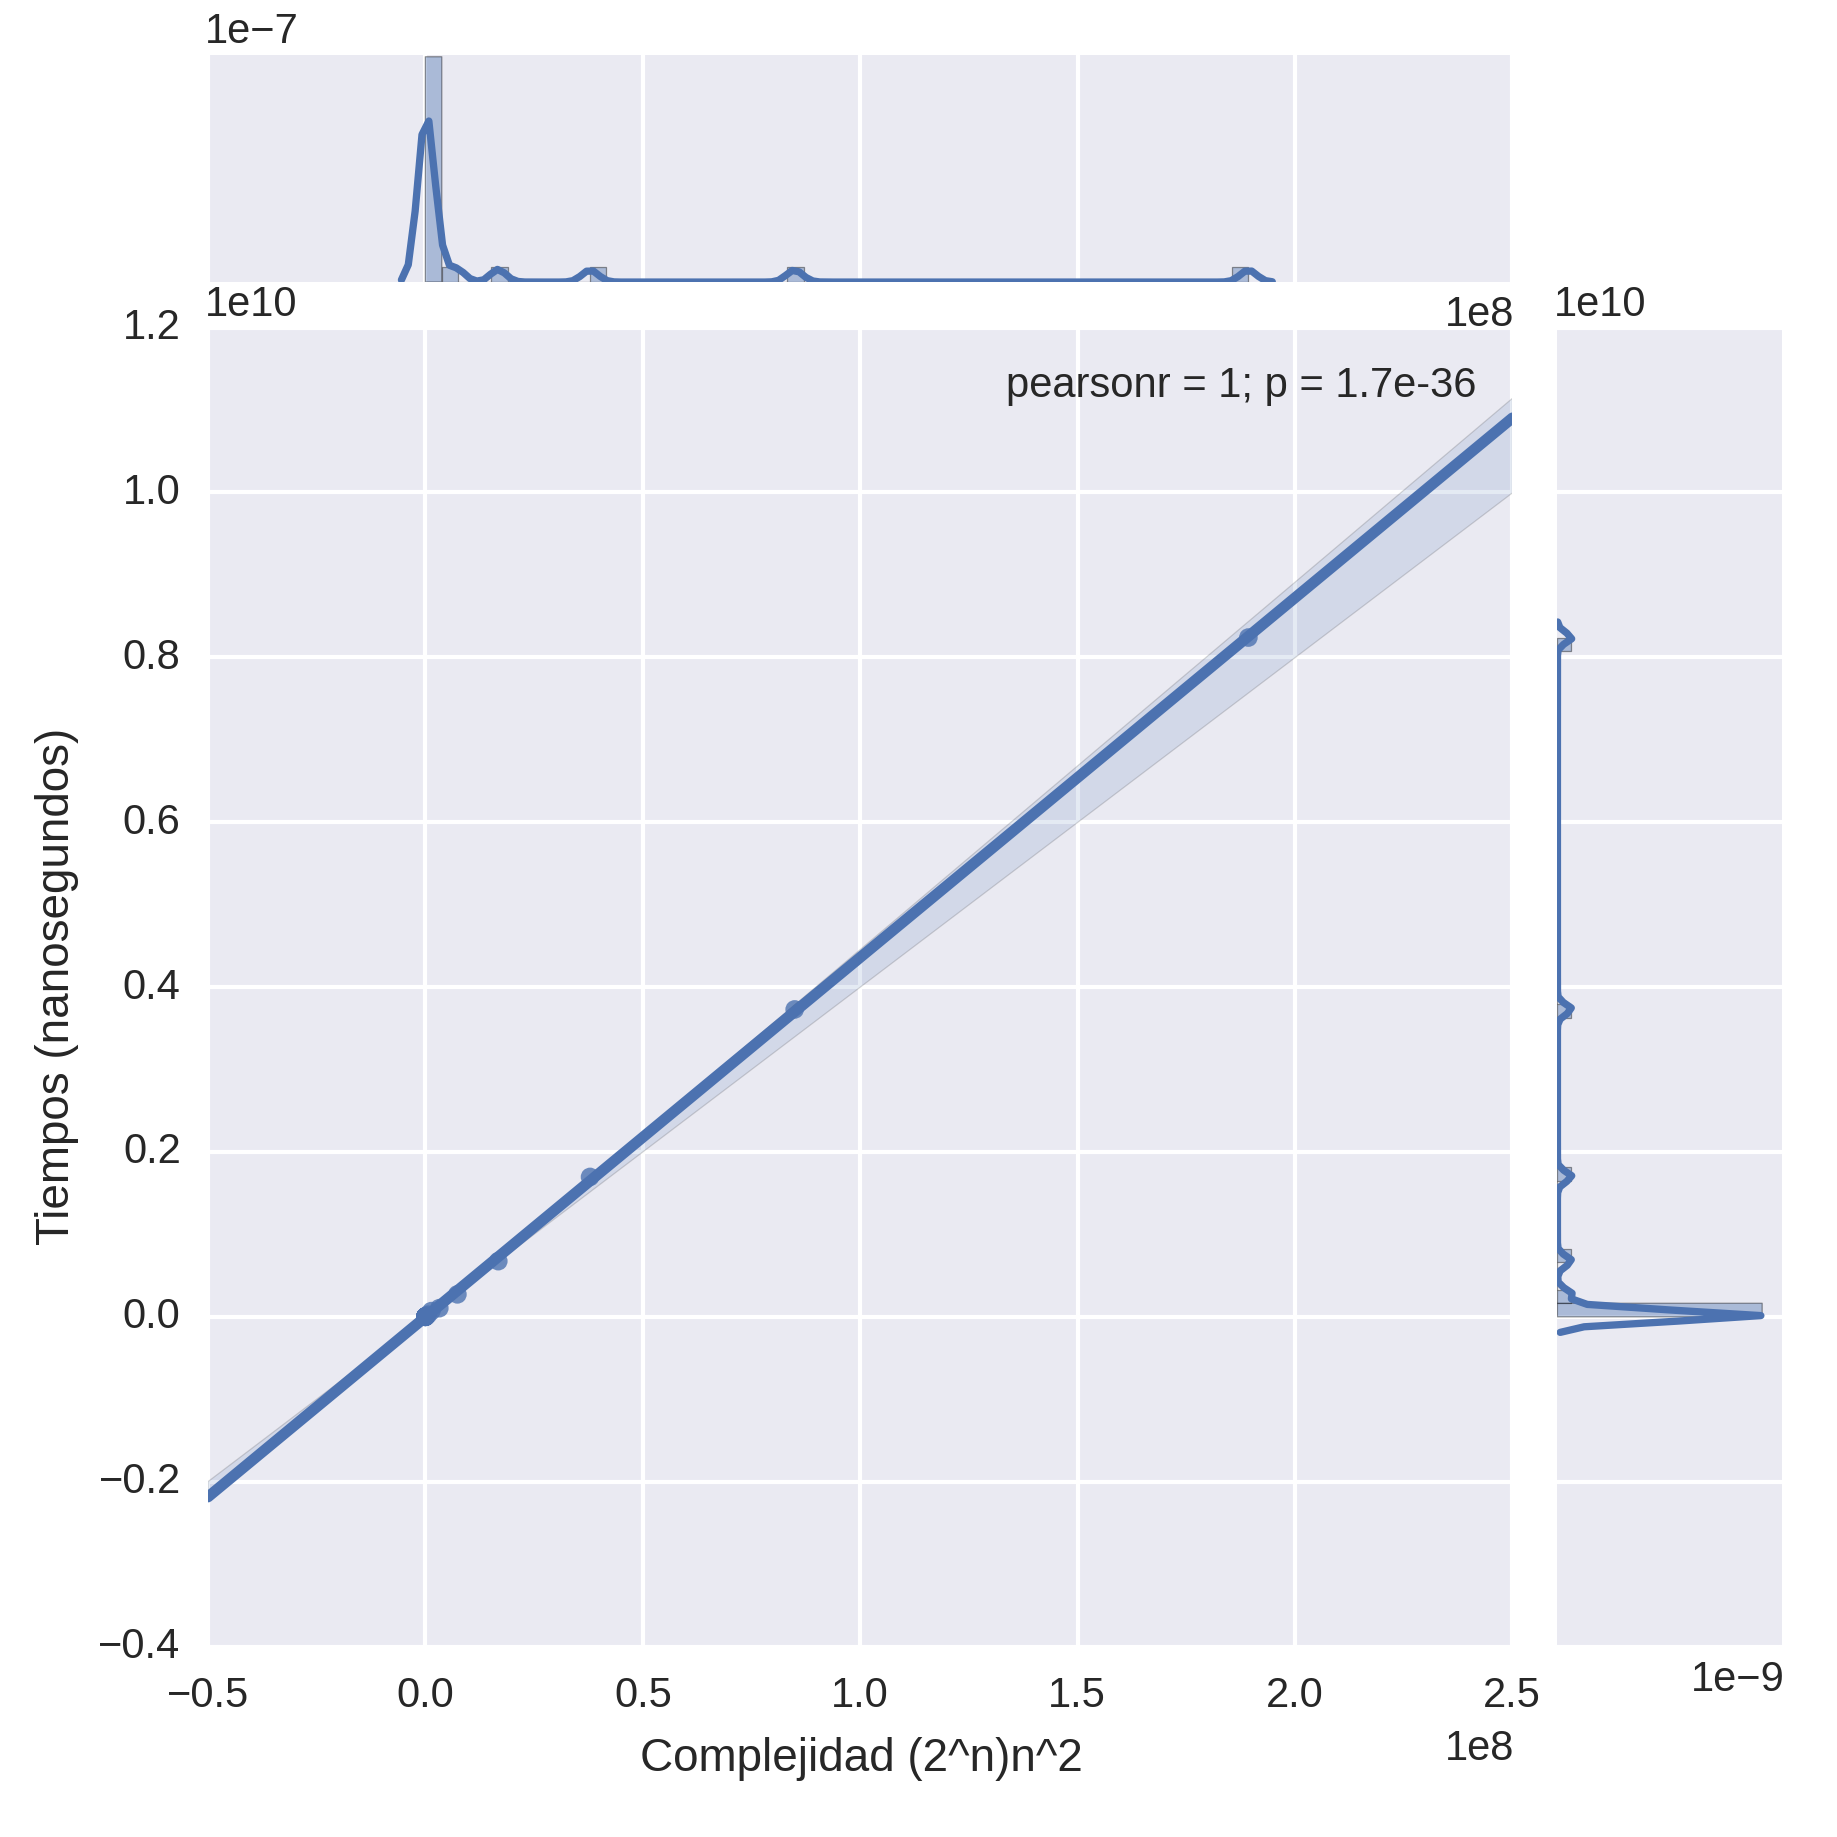 1e−7
1e10
1e8
1e10
1.2
pearsonr = 1; p = 1.7e-36
1.0
0.8
0.6
0.4
0.2
0.0
−0.2
−0.4
Tiempos (nanosegundos)
−0.5 0.0 0.5 1.0 1.5 2.0 2.5
1e−9
Complejidad (2^n)n^2
1e8